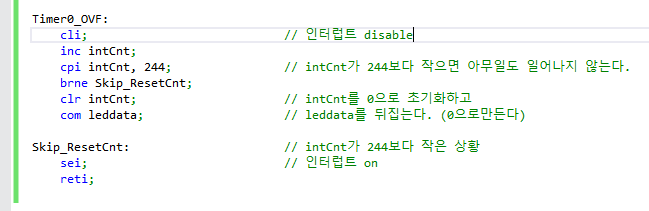 Timer0_OVF:
cli; // 인터럽트 disable
inc intCnt;
cpi intCnt, 244; // intCnt가 244보다 작으면 아무일도 일어나지 않는다.
brne Skip_ResetCnt;
clr intCnt; // intCnt를 0으로 초기화하고
com leddata; // leddata를 뒤집는다. (0으로만든다)
Skip_ResetCnt: // intCnt가 244보다 작은 상황
sei; // 인터럽트 on
reti;